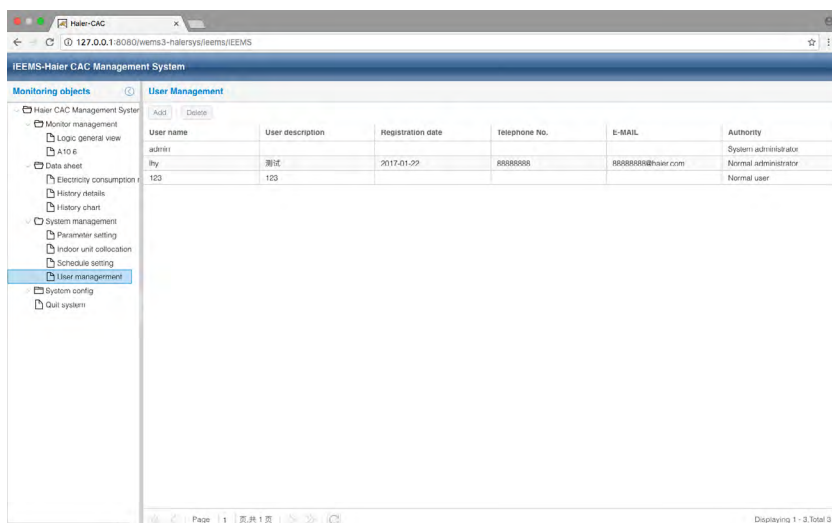 Haier-CAC
127.0.0.1:8080/wems3-haiersys/ieems/IEEMS
iEEMS-Haier CAC Management System
Monitoring objects
User Management
Haier CAC Management Syster
Monitor management
Logic general view
A10 6
Data sheet
Electricity consumption r
History details
History chart
System management
Parameter setting
Indoor unit collocation
Schedule setting
User managerment
System config
Quit system
Add Delete
User name User description Registration date Telephone No. E-MAIL Authority
admin System administrator
lhy 测试 2017-01-22 88888888 88888888@haier.com Normal administrator
123 123 Normal user
Page 1 页,共 1 页
Displaying 1 - 3,Total 3